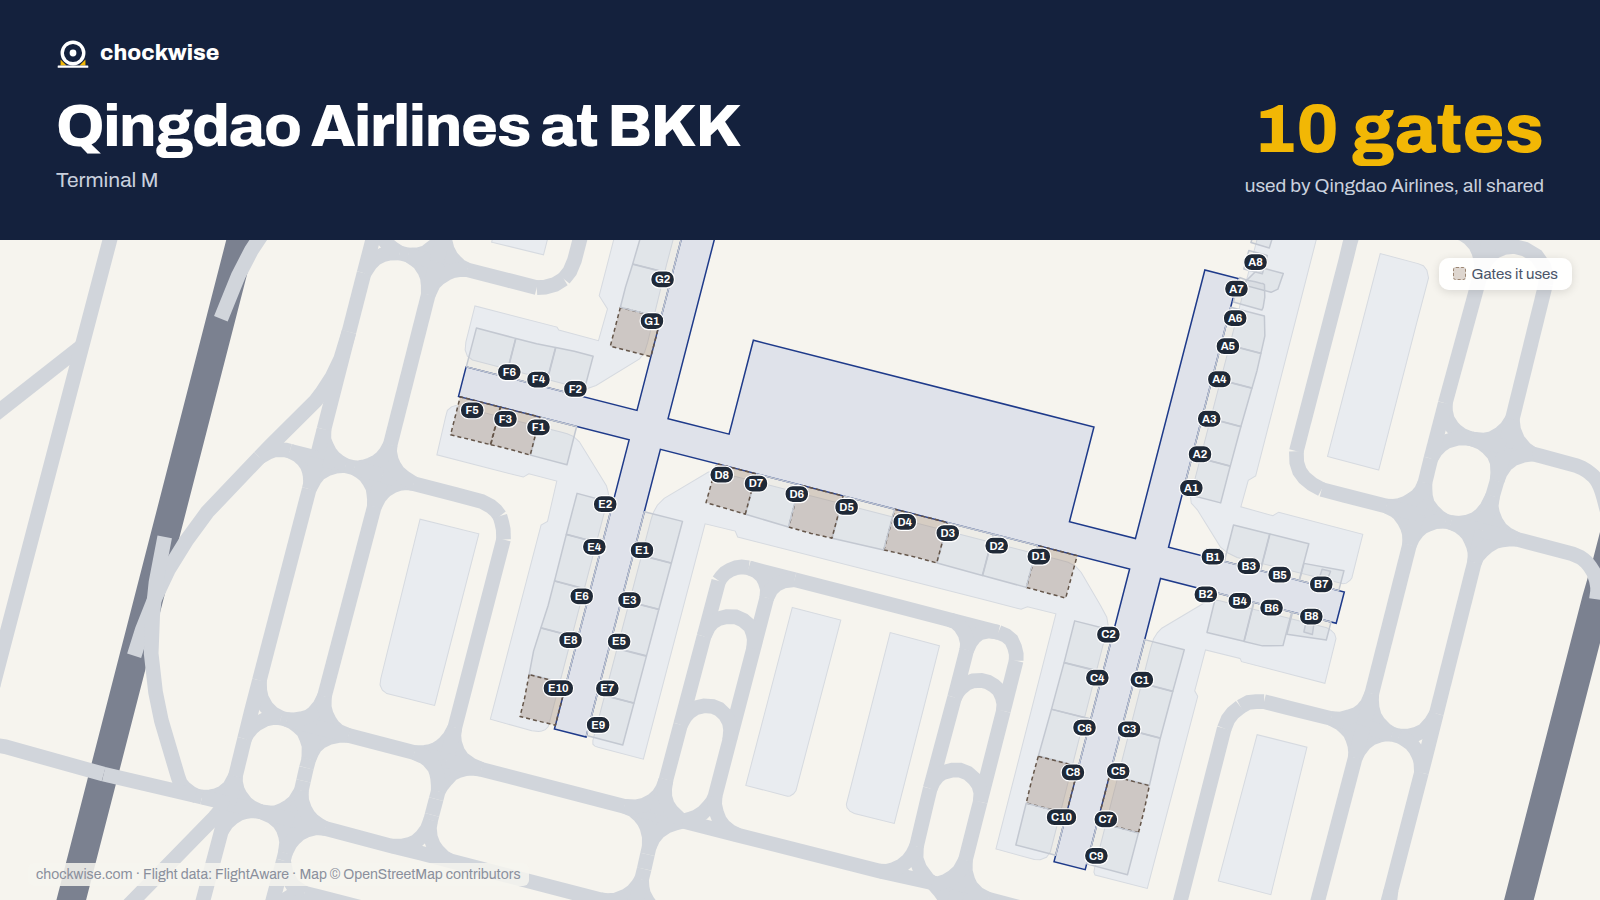 chockwise
Qingdao Airlines at BKK
Terminal M
10 gates
used by Qingdao Airlines, all shared
Gates it uses
G2
G1
F6
F4
F2
F5
F3
F1
A8
A7
A6
A5
A4
A3
A2
A1
D8
D7
D6
D5
D4
D3
D2
D1
E2
E4
E1
E6
E3
E8
E5
E10
E7
E9
B1
B3
B5
B7
B2
B4
B6
B8
C2
C4
C1
C6
C3
C8
C5
C10
C7
C9
chockwise.com · Flight data: FlightAware · Map © OpenStreetMap contributors